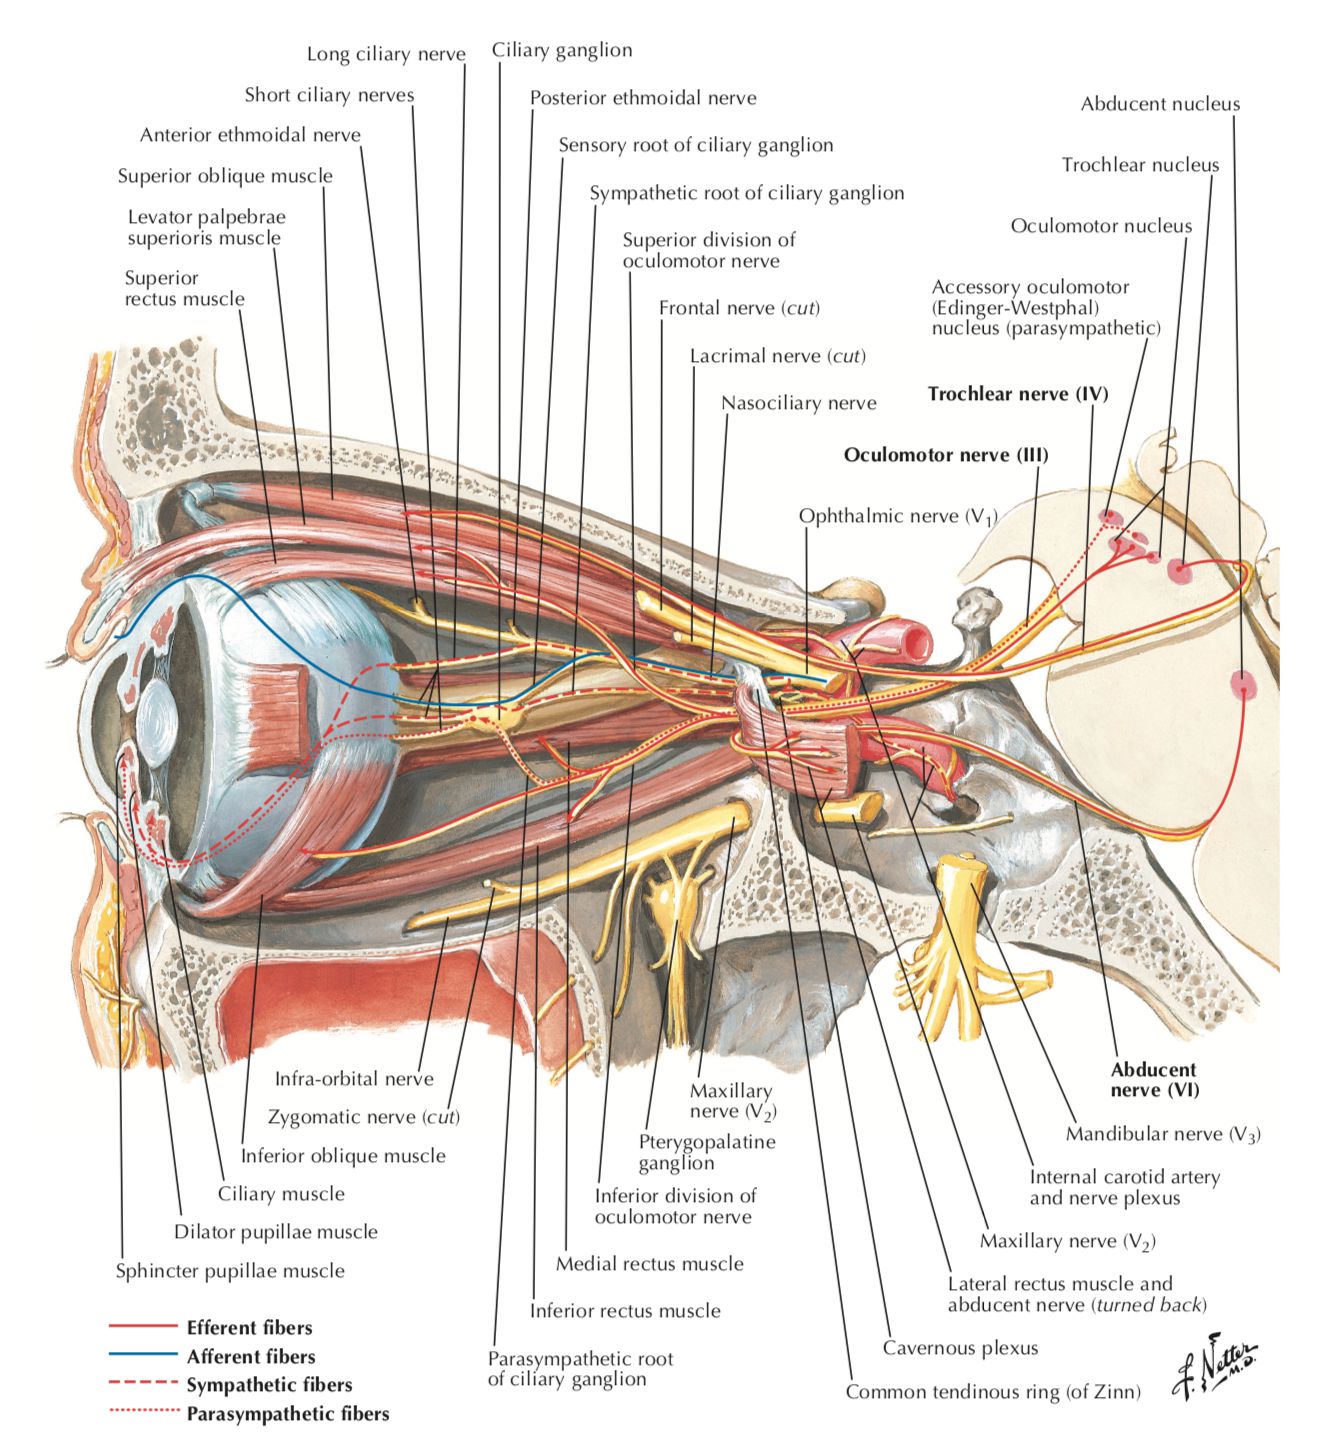 Long ciliary nerve
Ciliary ganglion
Short ciliary nerves
Posterior ethmoidal nerve
Abducent nucleus
Anterior ethmoidal nerve
Sensory root of ciliary ganglion
Superior oblique muscle
Trochlear nucleus
Sympathetic root of ciliary ganglion
Levator palpebrae
superioris muscle
Oculomotor nucleus
Superior division of
oculomotor nerve
Superior
rectus muscle
Accessory oculomotor
(Edinger-Westphal)
nucleus (parasympathetic)
Frontal nerve (cut)
Lacrimal nerve (cut)
Trochlear nerve (IV)
Nasociliary nerve
Oculomotor nerve (III)
Ophthalmic nerve (V1)
Infra-orbital nerve
Zygomatic nerve (cut)
Inferior oblique muscle
Ciliary muscle
Dilator pupillae muscle
Sphincter pupillae muscle
Maxillary
nerve (V2)
Pterygopalatine
ganglion
Inferior division of
oculomotor nerve
Medial rectus muscle
Inferior rectus muscle
Parasympathetic root
of ciliary ganglion
Abducent
nerve (VI)
Mandibular nerve (V3)
Internal carotid artery
and nerve plexus
Maxillary nerve (V2)
Lateral rectus muscle and
abducent nerve (turned back)
Cavernous plexus
Common tendinous ring (of Zinn)
Efferent fibers
Afferent fibers
Sympathetic fibers
Parasympathetic fibers
F. Netter
M.D.